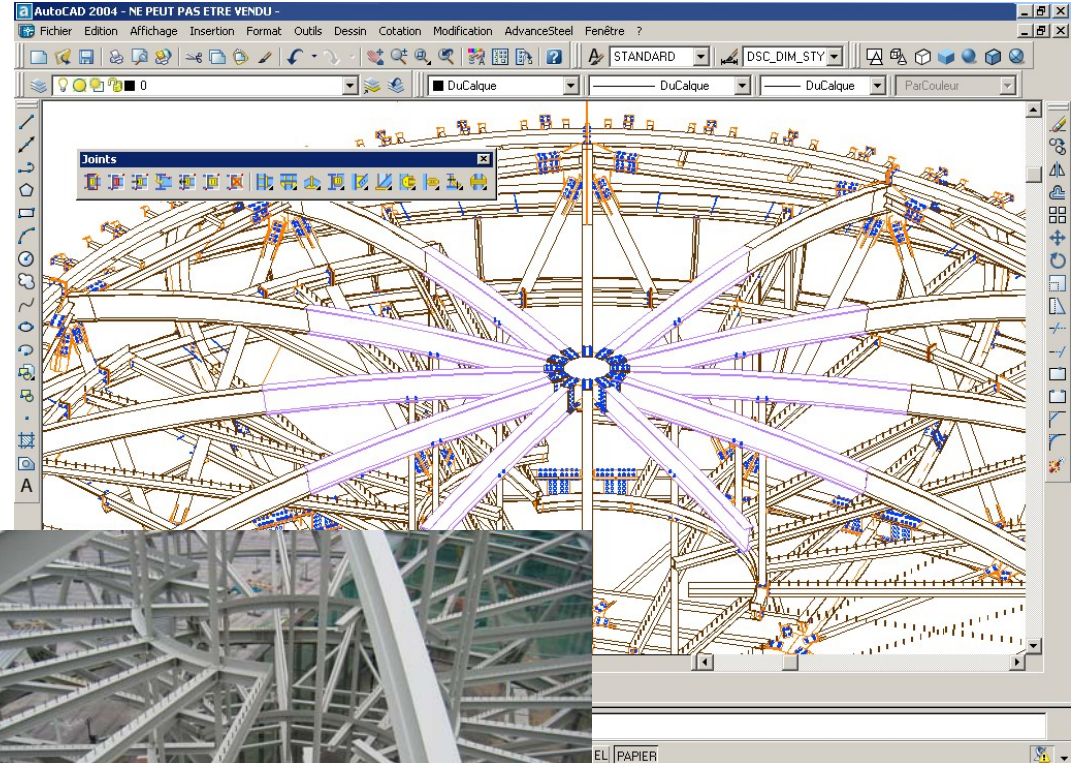 AutoCAD 2004 - NE PEUT PAS ETRE VENDU -
Fichier Edition Affichage Insertion Format Outils Dessin Cotation Modification AdvanceSteel Fenêtre ?
STANDARD DSC_DIM_STY
0 DuCalque DuCalque DuCalque ParCouleur
Joints
A
EL PAPIER